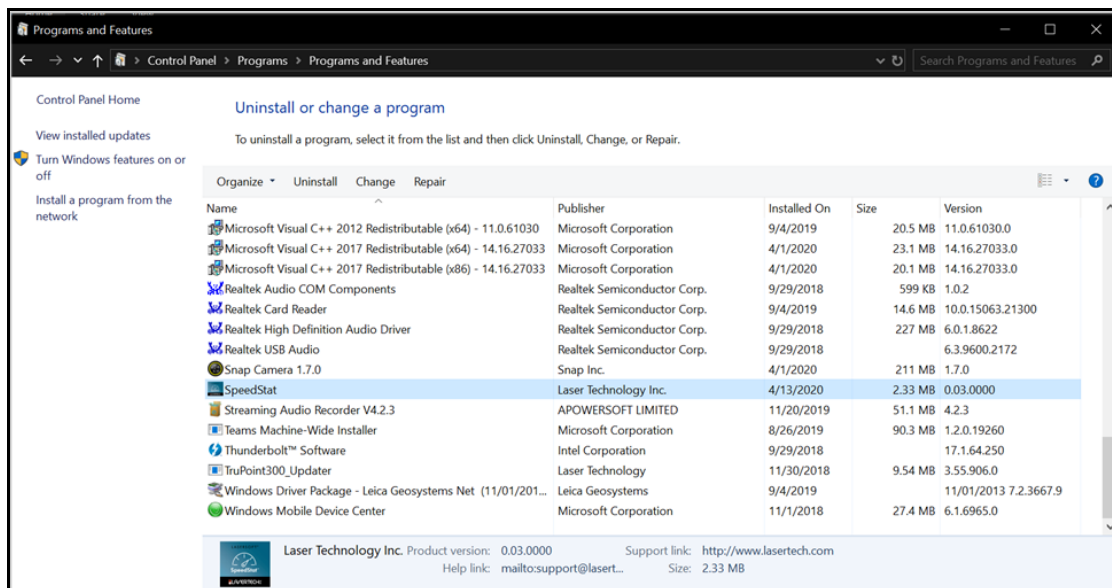 Programs and Features
Control Panel > Programs > Programs and Features
Search Programs and Features
Control Panel Home
View installed updates
Turn Windows features on or
off
Install a program from the
network
Uninstall or change a program
To uninstall a program, select it from the list and then click Uninstall, Change, or Repair.
Organize Uninstall Change Repair
Name Publisher Installed On Size Version
Microsoft Visual C++ 2012 Redistributable (x64) - 11.0.61030 Microsoft Corporation 9/4/2019 20.5 MB 11.0.61030.0
Microsoft Visual C++ 2017 Redistributable (x64) - 14.16.27033 Microsoft Corporation 4/1/2020 23.1 MB 14.16.27033.0
Microsoft Visual C++ 2017 Redistributable (x86) - 14.16.27033 Microsoft Corporation 4/1/2020 20.1 MB 14.16.27033.0
Realtek Audio COM Components Realtek Semiconductor Corp. 9/29/2018 599 KB 1.0.2
Realtek Card Reader Realtek Semiconductor Corp. 9/4/2019 14.6 MB 10.0.15063.21300
Realtek High Definition Audio Driver Realtek Semiconductor Corp. 9/29/2018 227 MB 6.0.1.8622
Realtek USB Audio Realtek Semiconductor Corp. 9/29/2018 6.3.9600.2172
Snap Camera 1.7.0 Snap Inc. 4/1/2020 211 MB 1.7.0
SpeedStat Laser Technology Inc. 4/13/2020 2.33 MB 0.03.0000
Streaming Audio Recorder V4.2.3 APOWERSOFT LIMITED 11/20/2019 51.1 MB 4.2.3
Teams Machine-Wide Installer Microsoft Corporation 8/26/2019 90.3 MB 1.2.0.19260
Thunderbolt™ Software Intel Corporation 9/29/2018 17.1.64.250
TruPoint300_Updater Laser Technology 11/30/2018 9.54 MB 3.55.906.0
Windows Driver Package - Leica Geosystems Net (11/01/201... Leica Geosystems 9/4/2019 11/01/2013 7.2.3667.9
Windows Mobile Device Center Microsoft Corporation 11/1/2018 27.4 MB 6.1.6965.0
Laser Technology Inc. Product version: 0.03.0000 Support link: http://www.lasertech.com
Help link: mailto:support@lasert... Size: 2.33 MB
SpeedStat